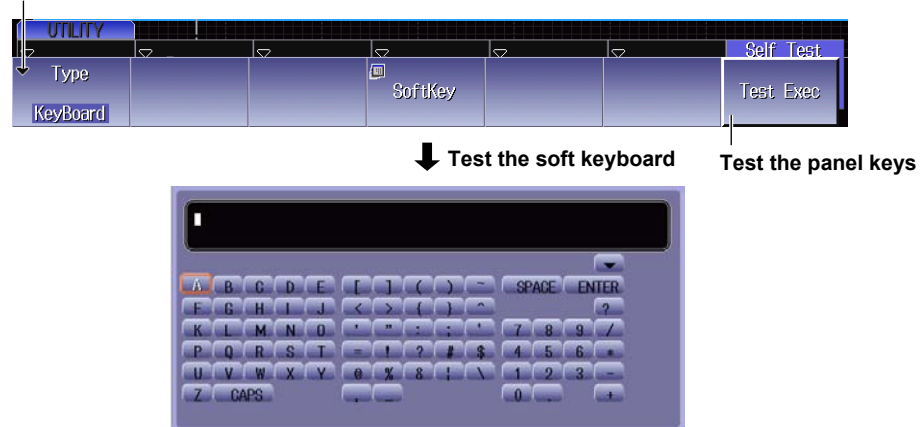 UTILITY
Self Test
Type
KeyBoard
SoftKey
Test Exec
Test the soft keyboard
Test the panel keys
A B C D E [ ] ( ) ~ SPACE ENTER
F G H I J < > { } ^ ?
K L M N O ' " : ; ' 7 8 9 /
P Q R S T = ! ? # $ 4 5 6 *
U V W X Y @ % & ¦ \ 1 2 3 -
Z CAPS , _ 0 . +